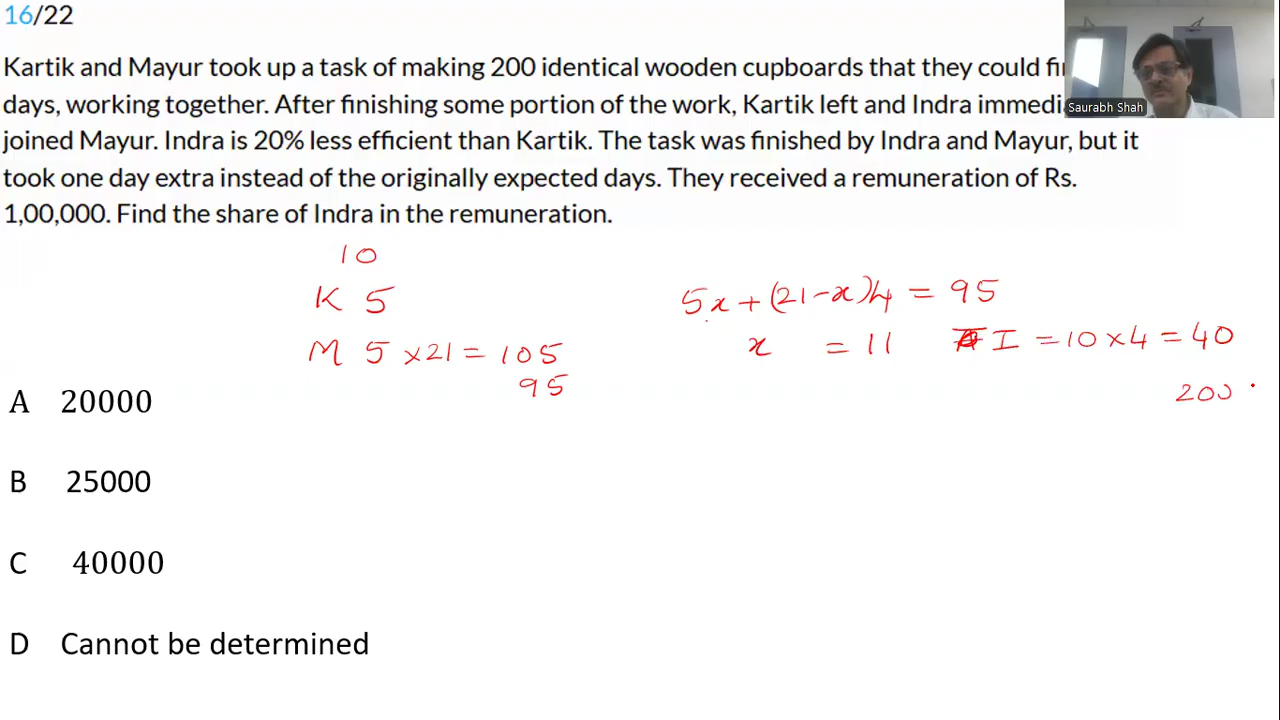 16/22
Kartik and Mayur took up a task of making 200 identical wooden cupboards that they could
days, working together. After finishing some portion of the work, Kartik left and Indra
Saurabh Shah
joined Mayur. Indra is 20% less efficient than Kartik. The task was finished by Indra and Mayur, but it
took one day extra instead of the originally expected days. They received a remuneration of Rs.
1,00,000. Find the share of Indra in the remuneration.
10
K 5
5x+(21-x)4 = 95
M 5 ×21 = 105
x = 11 I = 10×4 = 40
95
200
A 20000
B 25000
C 40000
D Cannot be determined